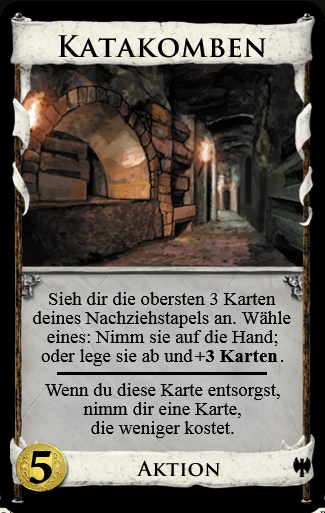 Katakomben
Sieh dir die obersten 3 Karten
deines Nachziehstapels an. Wähle
eines: Nimm sie auf die Hand;
oder lege sie ab und +3 Karten.
Wenn du diese Karte entsorgst,
nimm dir eine Karte,
die weniger kostet.
5
Aktion